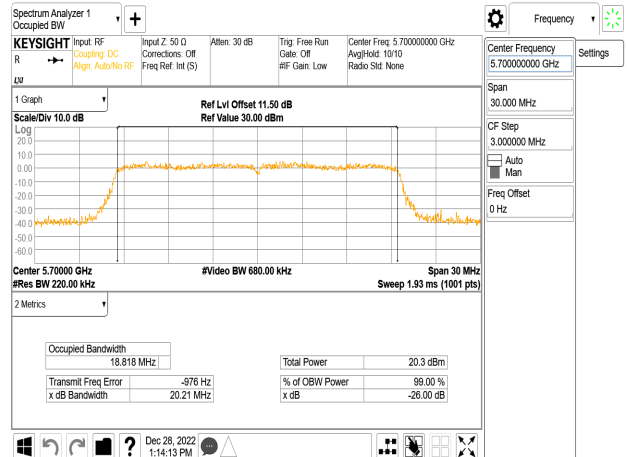 Spectrum Analyzer 1
Occupied BW
Frequency
KEYSIGHT
R
Input: RF
Coupling: DC
Align: Auto/No RF
Input Z: 50 Ω
Corrections: Off
Freq Ref: Int (S)
Atten: 30 dB
Trig: Free Run
Gate: Off
#IF Gain: Low
Center Freq: 5.700000000 GHz
Avg|Hold: 10/10
Radio Std: None
Center Frequency
5.700000000 GHz
Settings
Span
30.000 MHz
CF Step
3.000000 MHz
Auto
Man
Freq Offset
0 Hz
1 Graph
Scale/Div 10.0 dB
Ref Lvl Offset 11.50 dB
Ref Value 30.00 dBm
Log
20.0
10.0
0.00
-10.0
-20.0
-30.0
-40.0
-50.0
-60.0
Center 5.70000 GHz
#Video BW 680.00 kHz
Span 30 MHz
#Res BW 220.00 kHz
Sweep 1.93 ms (1001 pts)
2 Metrics
Occupied Bandwidth
18.818 MHz
Total Power 20.3 dBm
Transmit Freq Error -976 Hz
% of OBW Power 99.00 %
x dB Bandwidth 20.21 MHz
x dB -26.00 dB
?
Dec 28, 2022
1:14:13 PM